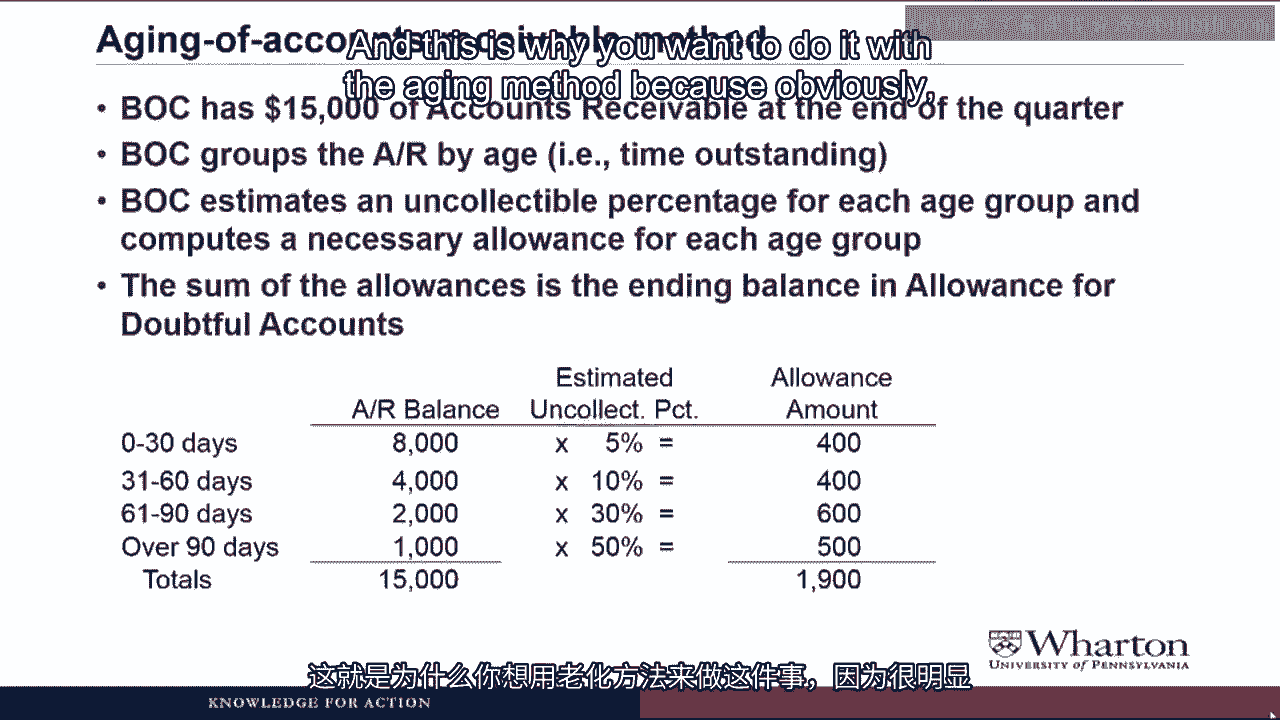 Aging-of-accounts-receivable method
And this is why you want to do it with
the aging method because obviously,
• BOC has $15,000 of Accounts Receivable at the end of the quarter
• BOC groups the A/R by age (i.e., time outstanding)
• BOC estimates an uncollectible percentage for each age group and
computes a necessary allowance for each age group
• The sum of the allowances is the ending balance in Allowance for
Doubtful Accounts
Estimated Allowance
A/R Balance Uncollect. Pct. Amount
0-30 days 8,000 x 5% = 400
31-60 days 4,000 x 10% = 400
61-90 days 2,000 x 30% = 600
Over 90 days 1,000 x 50% = 500
Totals 15,000 1,900
Wharton
UNIVERSITY of PENNSYLVANIA
这就是为什么你想用老化方法来做这件事，因为很明显
KNOWLEDGE FOR ACTION